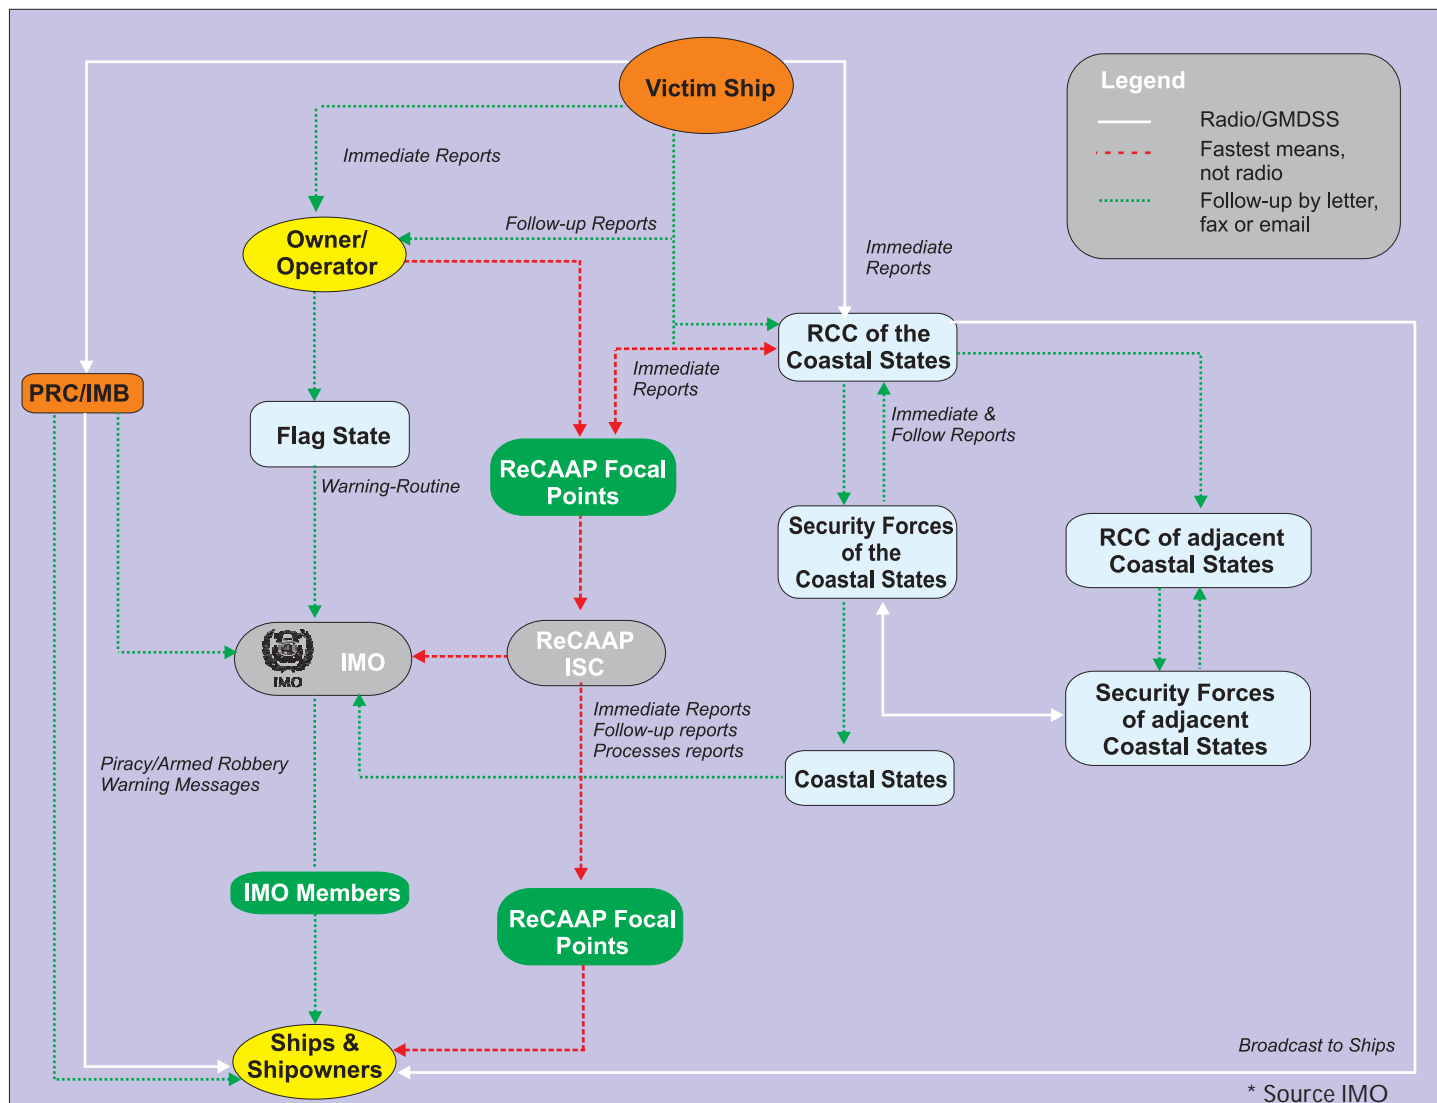 Victim Ship
Legend
Radio/GMDSS
Fastest means,
not radio
Follow-up by letter,
fax or email
Immediate Reports
Follow-up Reports
Owner/
Operator
Immediate
Reports
RCC of the
Coastal States
Immediate
Reports
PRC/IMB
Flag State
Immediate &
Follow Reports
ReCAAP Focal
Points
Warning-Routine
Security Forces
of the
Coastal States
RCC of adjacent
Coastal States
IMO
IMO
ReCAAP
ISC
Security Forces
of adjacent
Coastal States
Immediate Reports
Follow-up reports
Processes reports
Piracy/Armed Robbery
Warning Messages
Coastal States
IMO Members
ReCAAP Focal
Points
Ships &
Shipowners
Broadcast to Ships
* Source IMO